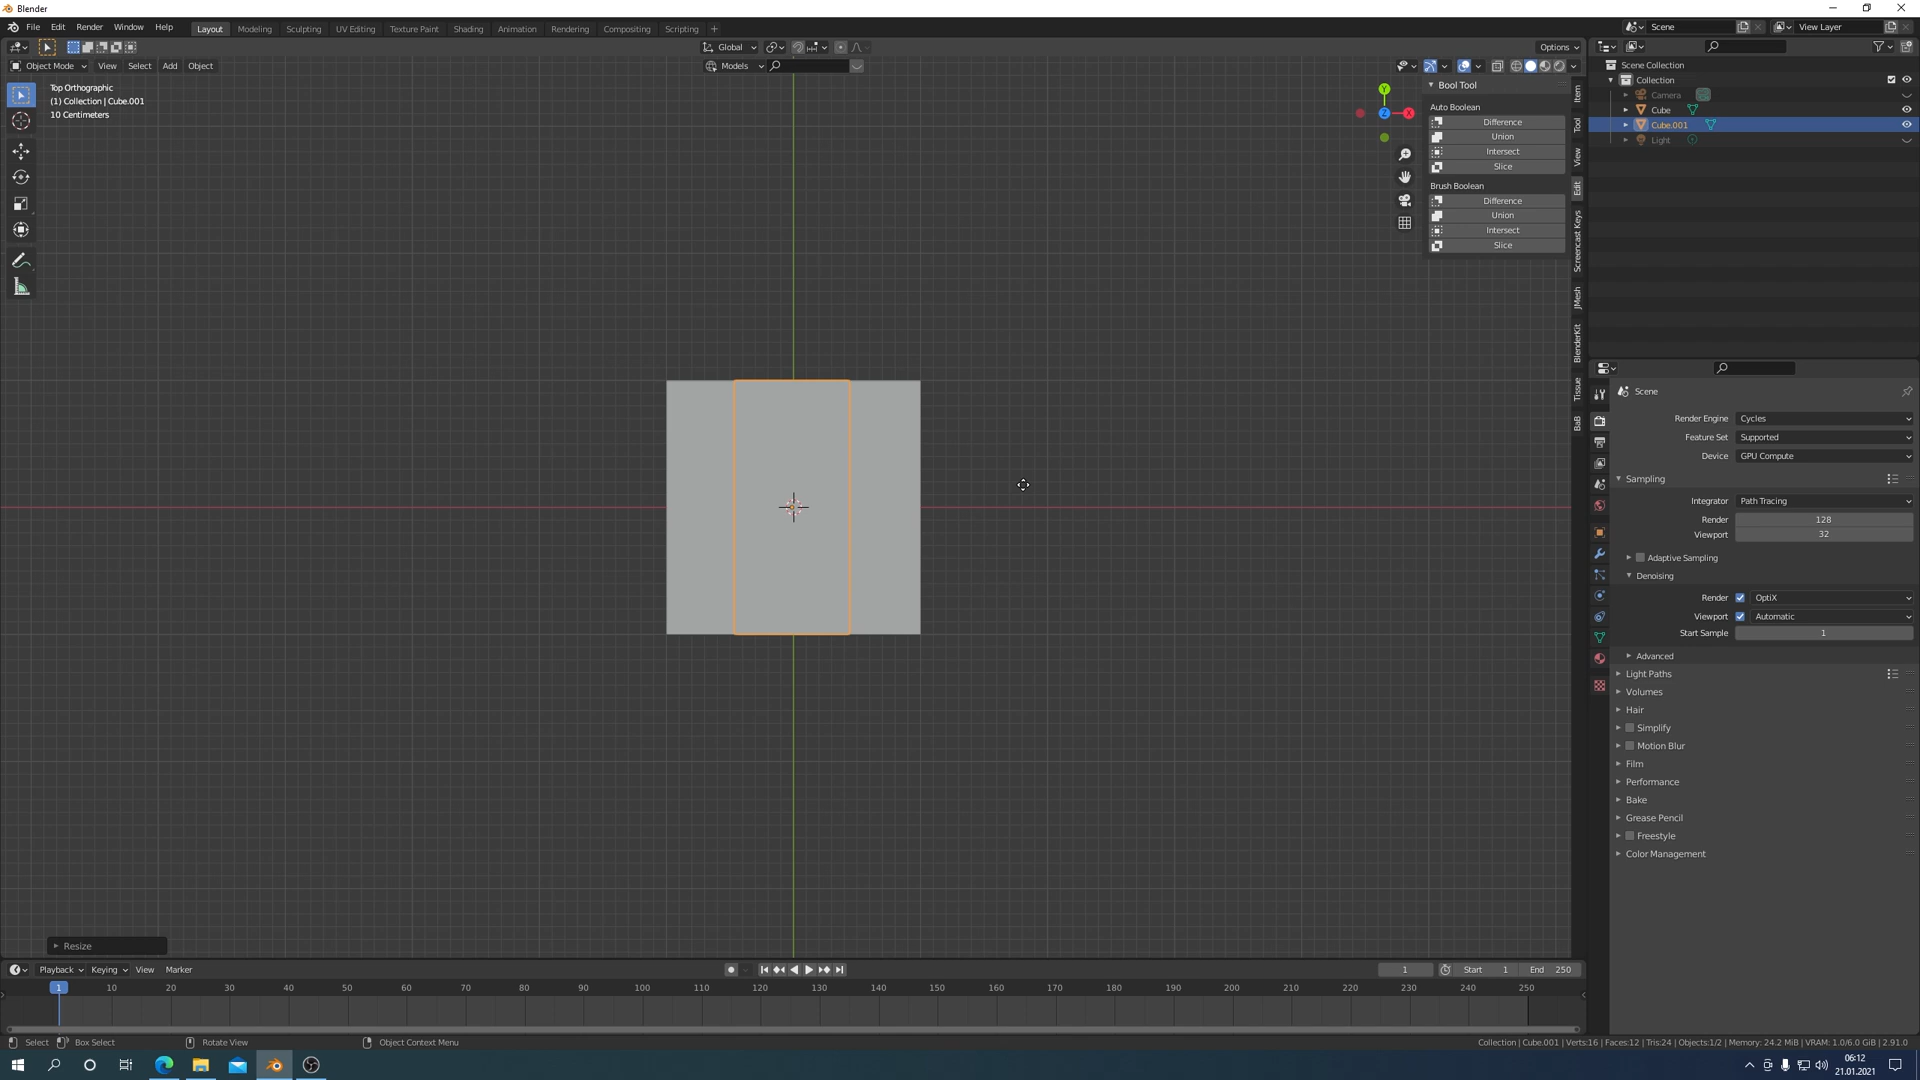 Blender
File Edit Render Window Help
Layout Modeling Sculpting UV Editing Texture Paint Shading Animation Rendering Compositing Scripting +
Scene
View Layer
Global
Options
Object Mode View Select Add Object
Models
Top Orthographic
(1) Collection | Cube.001
10 Centimeters
Y
Z
X
Bool Tool
Auto Boolean
Difference
Union
Intersect
Slice
Brush Boolean
Difference
Union
Intersect
Slice
Item
Tool
View
Edit
Screencast Keys
JMesh
BlenderKit
Tissue
BaB
Scene Collection
Collection
Camera
Cube
Cube.001
Light
Scene
Render Engine Cycles
Feature Set Supported
Device GPU Compute
Sampling
Integrator Path Tracing
Render 128
Viewport 32
Adaptive Sampling
Denoising
Render OptiX
Viewport Automatic
Start Sample 1
Advanced
Light Paths
Volumes
Hair
Simplify
Motion Blur
Film
Performance
Bake
Grease Pencil
Freestyle
Color Management
Resize
Playback Keying View Marker
1 Start 1 End 250
1 10 20 30 40 50 60 70 80 90 100 110 120 130 140 150 160 170 180 190 200 210 220 230 240 250
Select Box Select Rotate View Object Context Menu
Collection | Cube.001 | Verts:16 | Faces:12 | Tris:24 | Objects:1/2 | Memory: 24.2 MiB | VRAM: 1.0/6.0 GiB | 2.91.0
06:12
21.01.2021